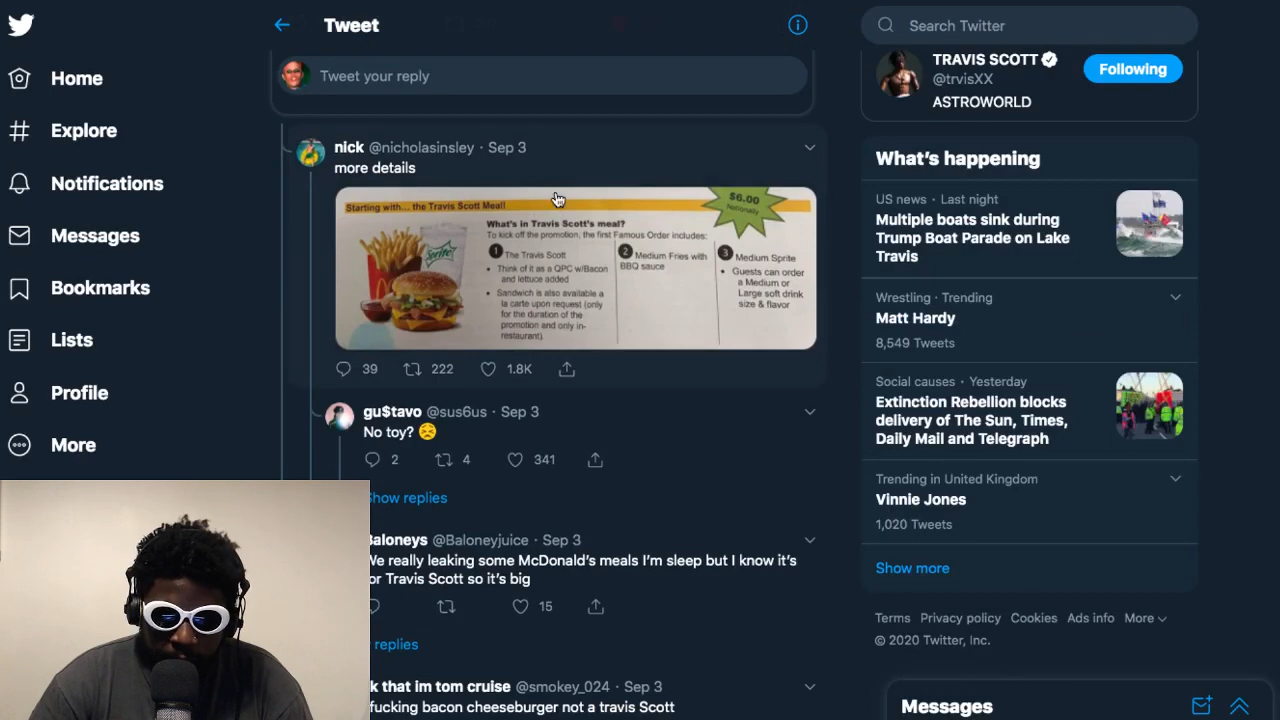 Tweet
Search Twitter
Home
Explore
Notifications
Messages
Bookmarks
Lists
Profile
More
Tweet your reply
nick @nicholasinsley · Sep 3
more details
Starting with... the Travis Scott Meal!
$6.00
Nationally
What's in Travis Scott's meal?
To kick off the promotion, the first Famous Order includes:
1 The Travis Scott
• Think of it as a QPC w/Bacon
and lettuce added
• Sandwich is also available a
la carte upon request (only
for the duration of the
promotion and only in-
restaurant).
2 Medium Fries with
BBQ sauce
3 Medium Sprite
• Guests can order
a Medium or
Large soft drink
size & flavor
Sprite
39 222 1.8K
gu$tavo @sus6us · Sep 3
No toy? 😣
2 4 341
Show replies
Baloneys @Baloneyjuice · Sep 3
We really leaking some McDonald's meals I'm sleep but I know it's
or Travis Scott so it's big
15
replies
k that im tom cruise @smokey_024 · Sep 3
fucking bacon cheeseburger not a travis Scott
TRAVIS SCOTT
@trvisXX
ASTROWORLD
Following
What's happening
US news · Last night
Multiple boats sink during
Trump Boat Parade on Lake
Travis
Wrestling · Trending
Matt Hardy
8,549 Tweets
Social causes · Yesterday
Extinction Rebellion blocks
delivery of The Sun, Times,
Daily Mail and Telegraph
Trending in United Kingdom
Vinnie Jones
1,020 Tweets
Show more
Terms Privacy policy Cookies Ads info More
© 2020 Twitter, Inc.
Messages